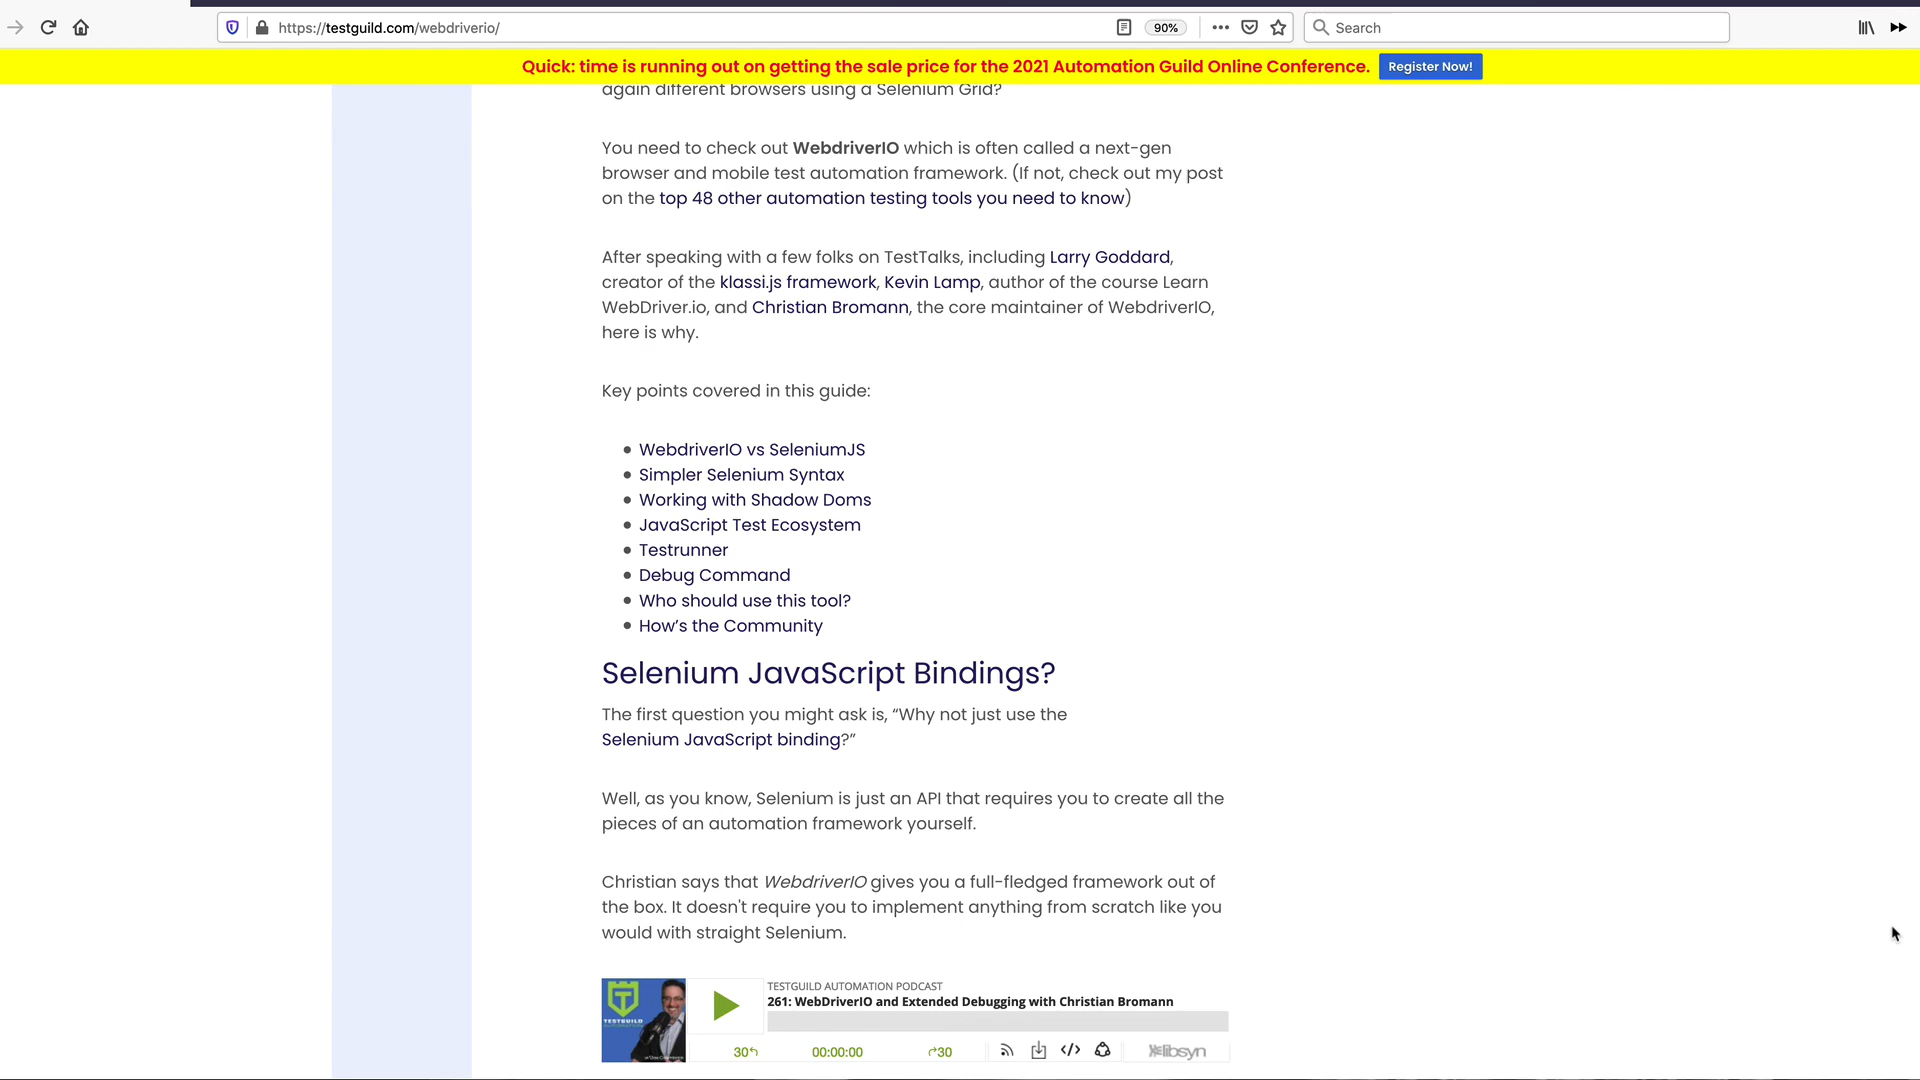 https://testguild.com/webdriverio/
90%
Search
Quick: time is running out on getting the sale price for the 2021 Automation Guild Online Conference.
Register Now!
again different browsers using a Selenium Grid?
You need to check out WebdriverIO which is often called a next-gen
browser and mobile test automation framework. (If not, check out my post
on the top 48 other automation testing tools you need to know)
After speaking with a few folks on TestTalks, including Larry Goddard,
creator of the klassi.js framework, Kevin Lamp, author of the course Learn
WebDriver.io, and Christian Bromann, the core maintainer of WebdriverIO,
here is why.
Key points covered in this guide:
WebdriverIO vs SeleniumJS
Simpler Selenium Syntax
Working with Shadow Doms
JavaScript Test Ecosystem
Testrunner
Debug Command
Who should use this tool?
How’s the Community
Selenium JavaScript Bindings?
The first question you might ask is, “Why not just use the
Selenium JavaScript binding?”
Well, as you know, Selenium is just an API that requires you to create all the
pieces of an automation framework yourself.
Christian says that WebdriverIO gives you a full-fledged framework out of
the box. It doesn't require you to implement anything from scratch like you
would with straight Selenium.
TESTGUILD
TESTGUILD AUTOMATION PODCAST
261: WebDriverIO and Extended Debugging with Christian Bromann
30
00:00:00
30
libsyn